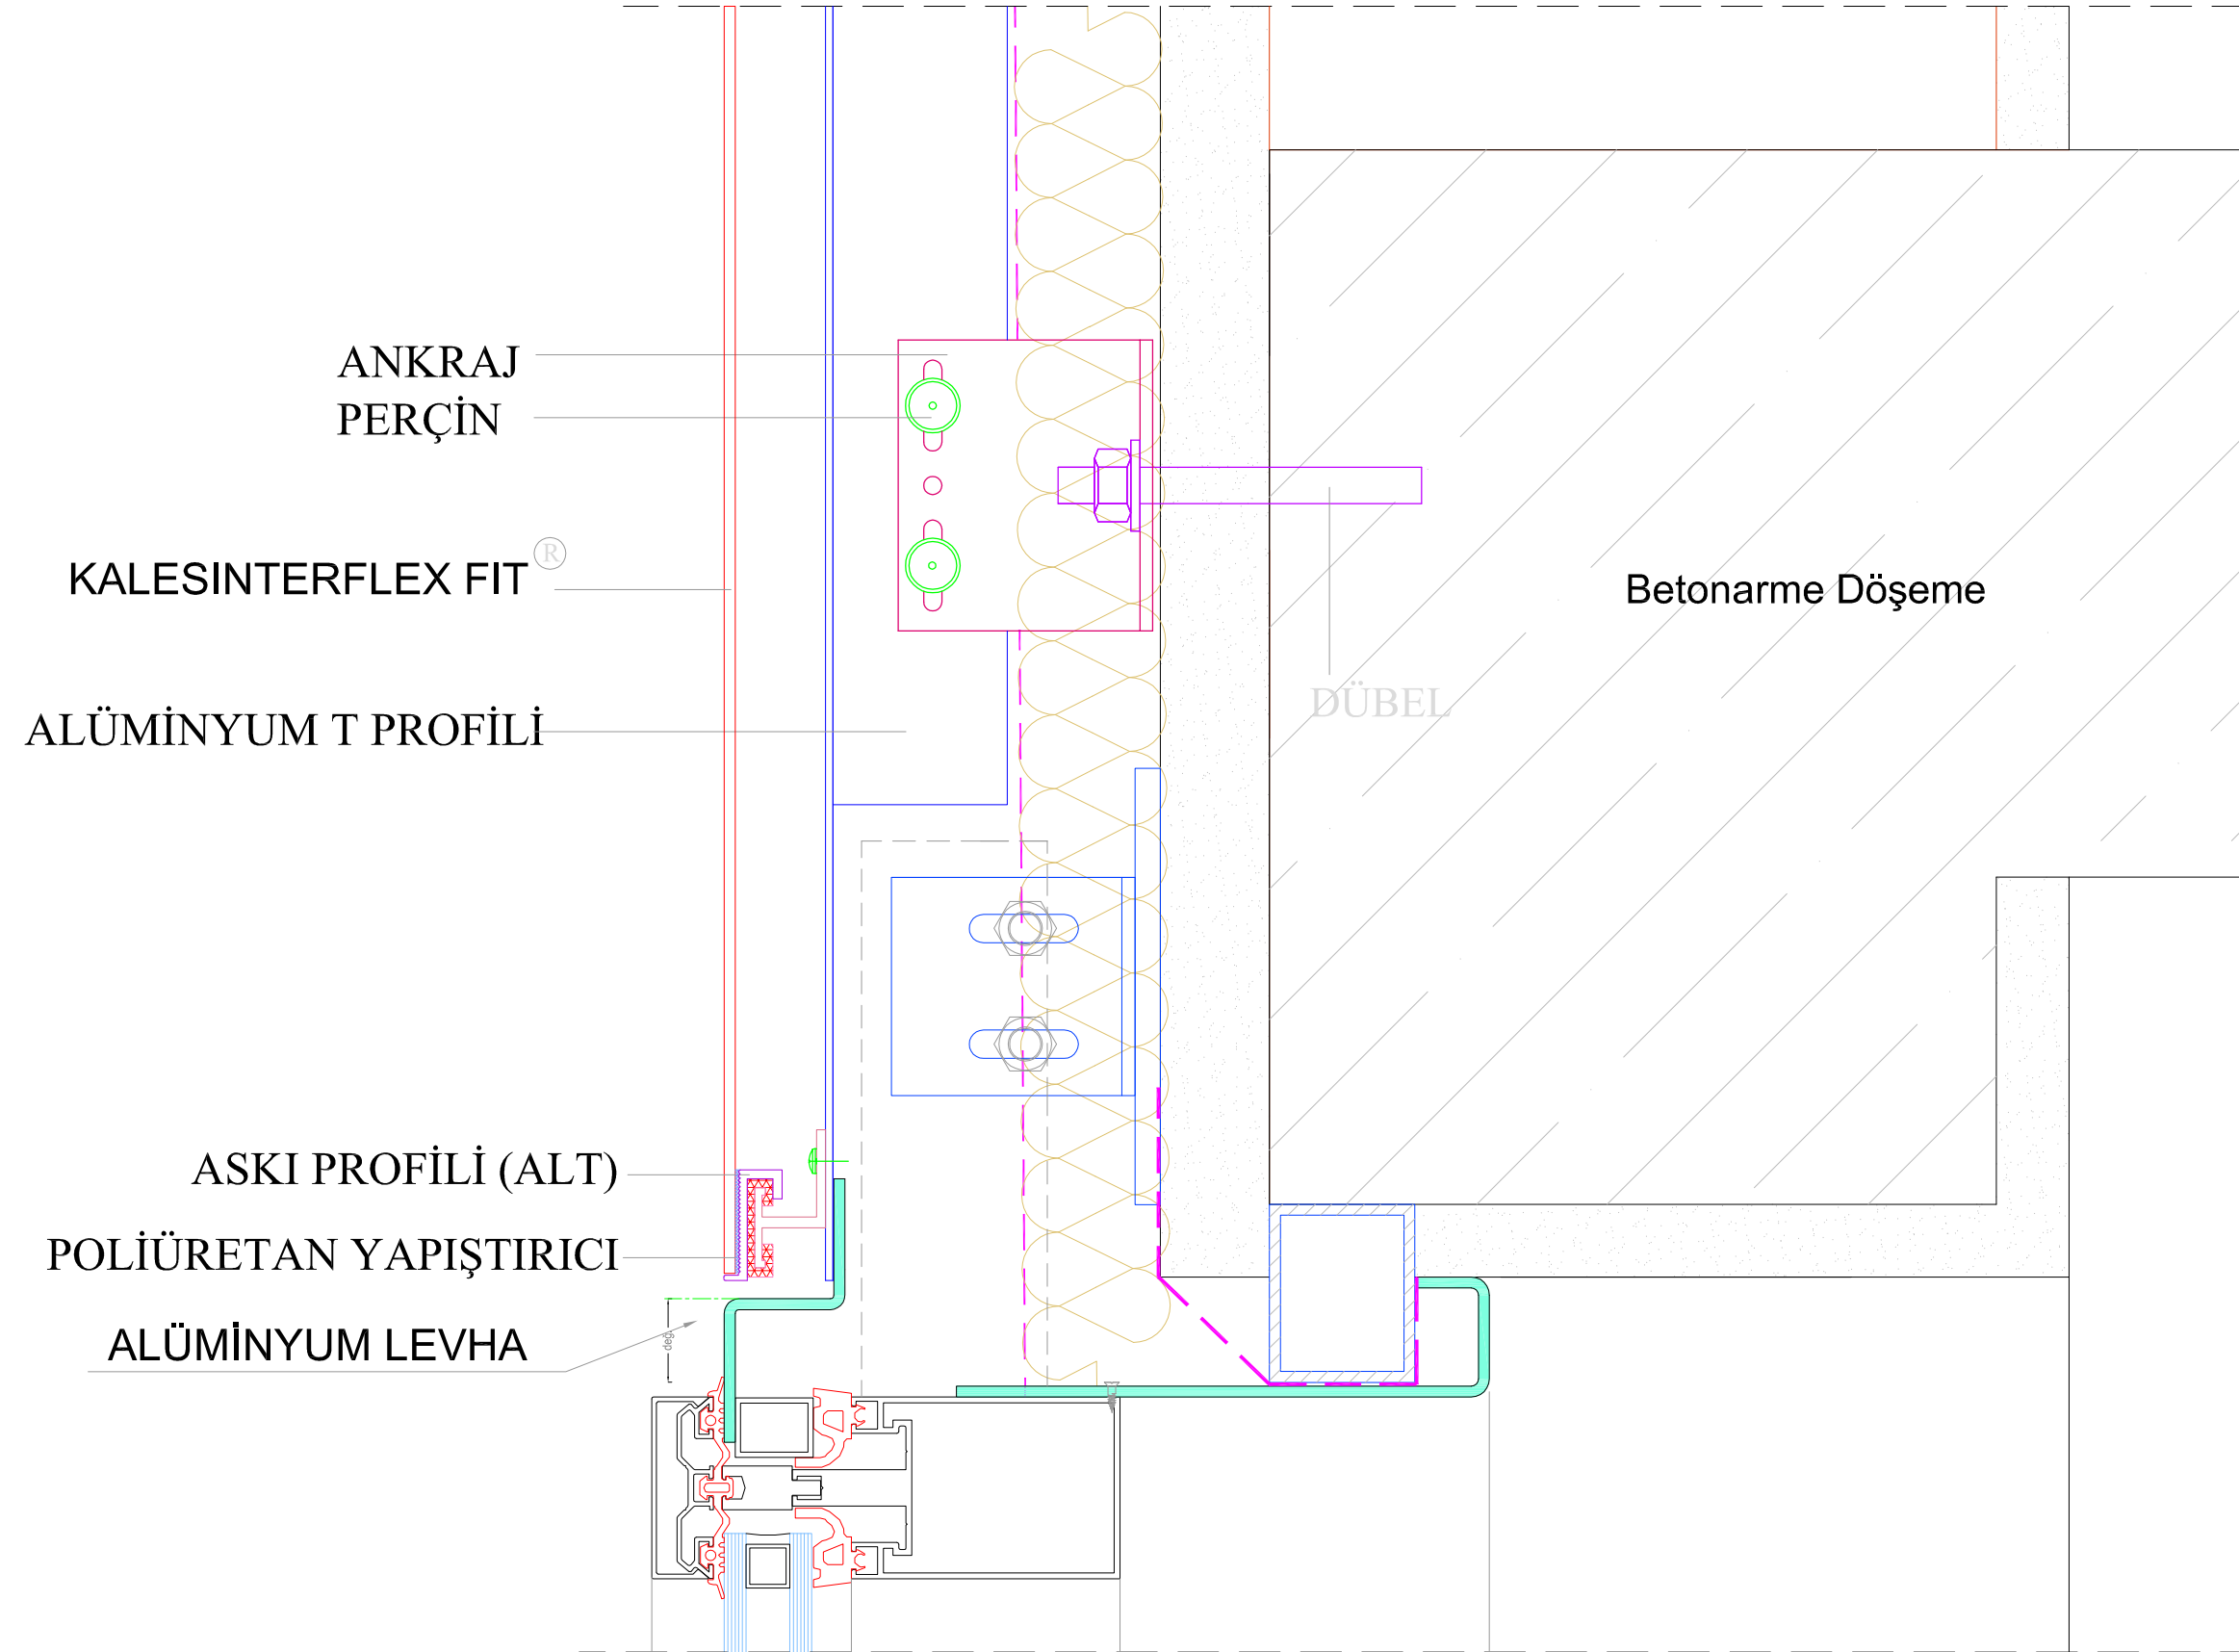 ANKRAJ
PERÇİN
KALESINTERFLEX FIT ®
Betonarme Döşeme
DÜBEL
ALÜMİNYUM T PROFİLİ
ASKI PROFİLİ (ALT)
POLİÜRETAN YAPIŞTIRICI
ALÜMİNYUM LEVHA
değ.